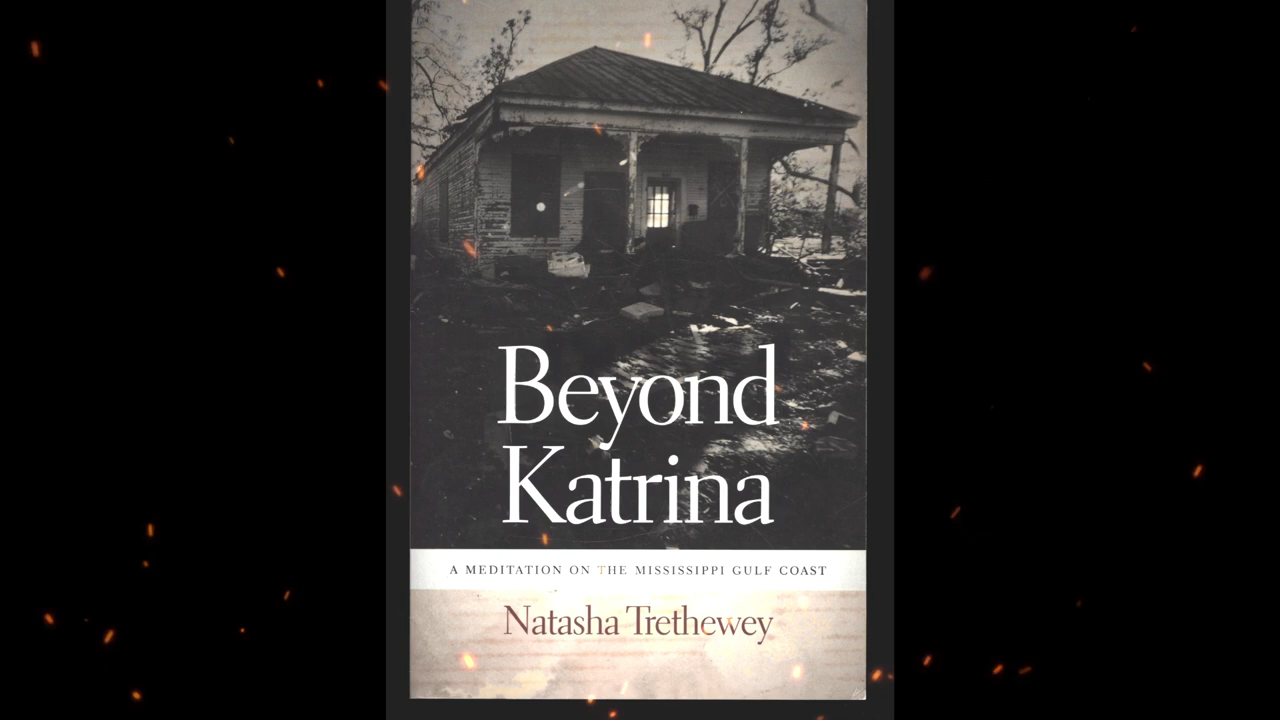 Beyond
Katrina
A MEDITATION ON THE MISSISSIPPI GULF COAST
Natasha Trethewey